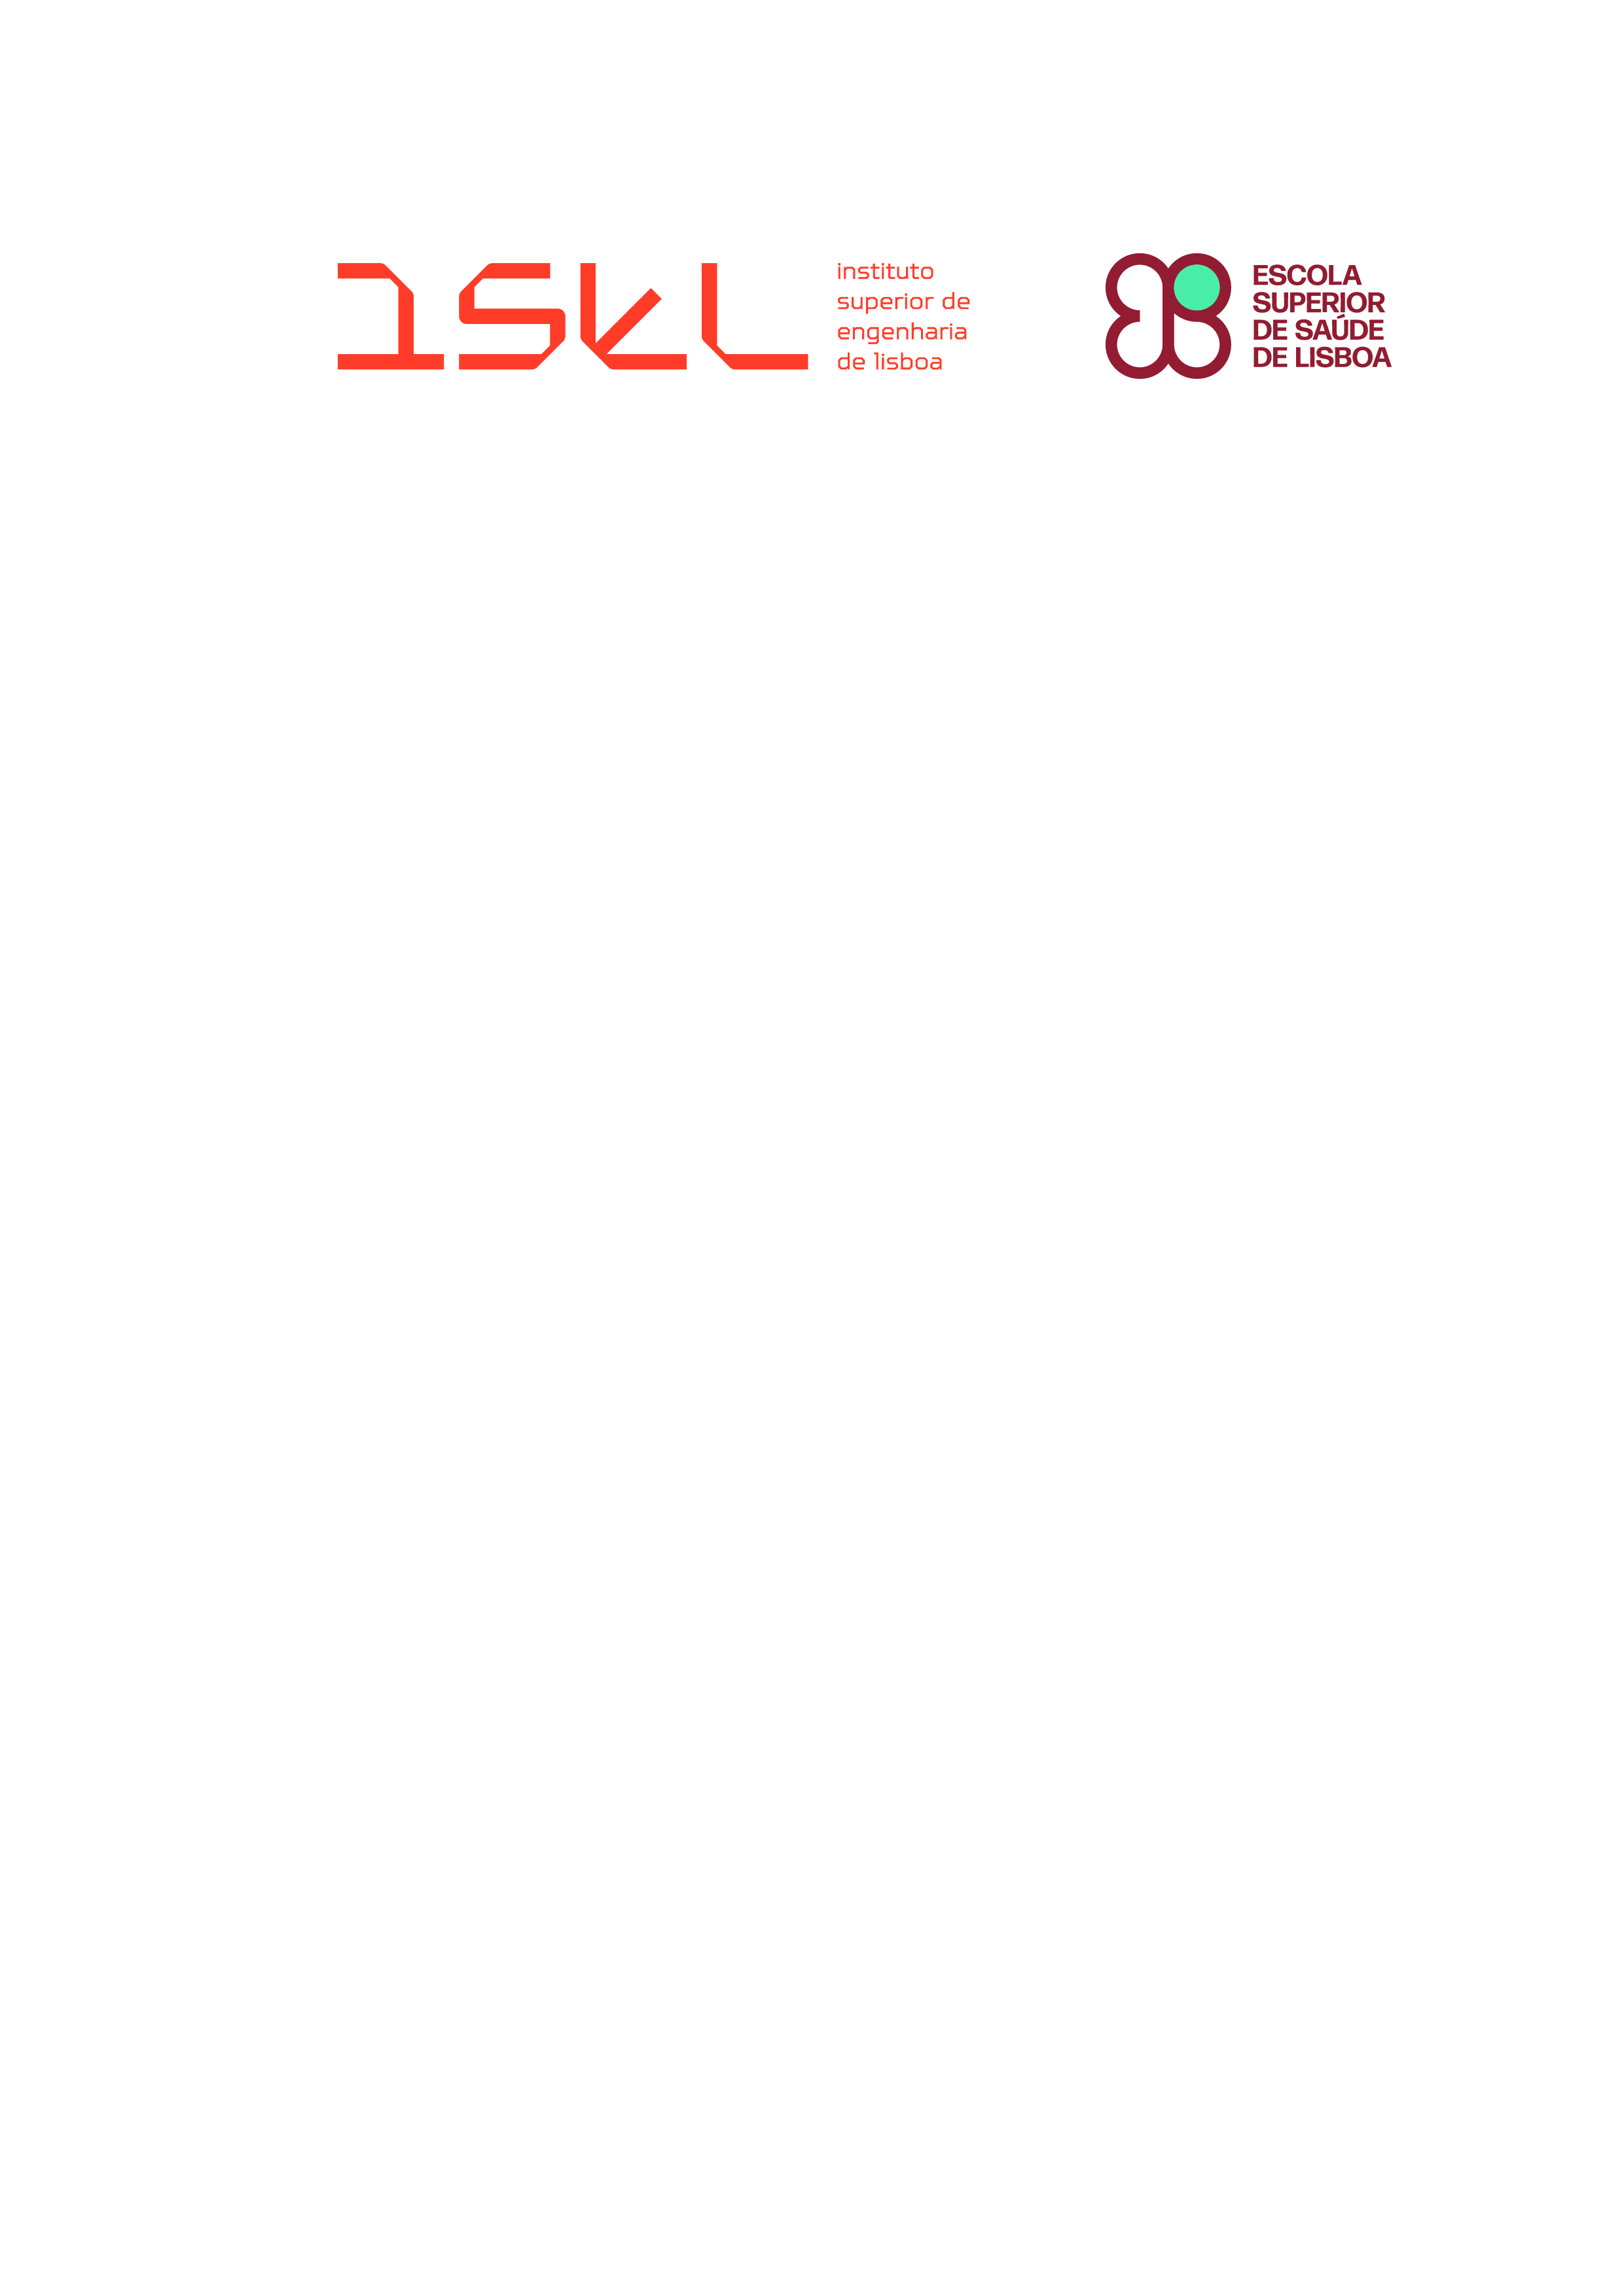 isel
instituto
superior de
engenharia
de lisboa
ESCOLA
SUPERIOR
DE SAÚDE
DE LISBOA